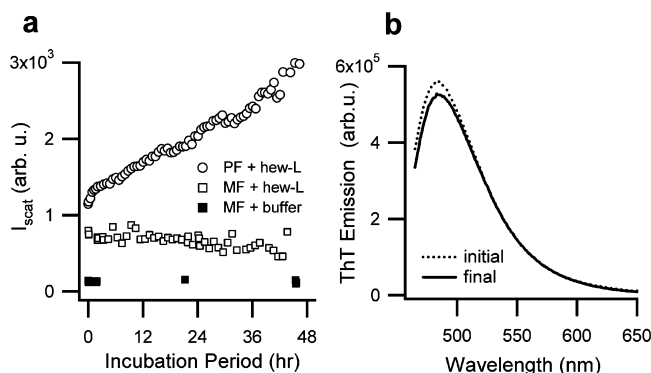 a
3x10³
2
1
0
I_scat (arb. u.)
PF + hew-L
MF + hew-L
MF + buffer
0 12 24 36 48
Incubation Period (hr)
b
6x10⁵
4
2
0
ThT Emission (arb.u.)
initial
final
500 550 600 650
Wavelength (nm)